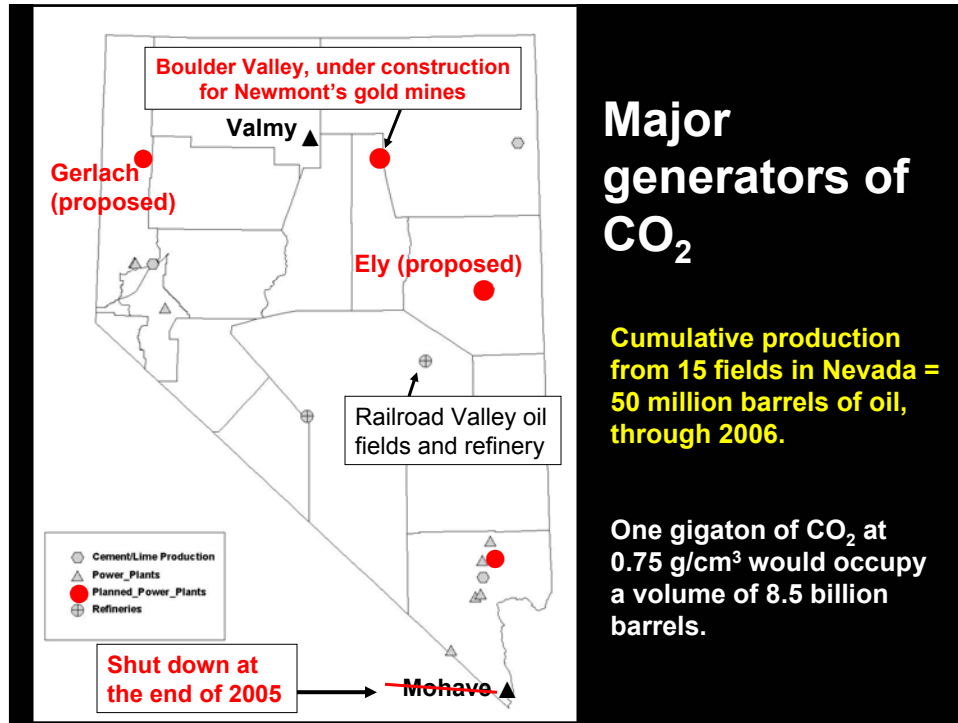 Boulder Valley, under construction
for Newmont's gold mines
Valmy
Gerlach
(proposed)
Ely (proposed)
Railroad Valley oil
fields and refinery
Cement/Lime Production
Power_Plants
Planned_Power_Plants
Refineries
Shut down at
the end of 2005
Mohave
Major
generators of
CO₂
Cumulative production
from 15 fields in Nevada =
50 million barrels of oil,
through 2006.
One gigaton of CO₂ at
0.75 g/cm³ would occupy
a volume of 8.5 billion
barrels.